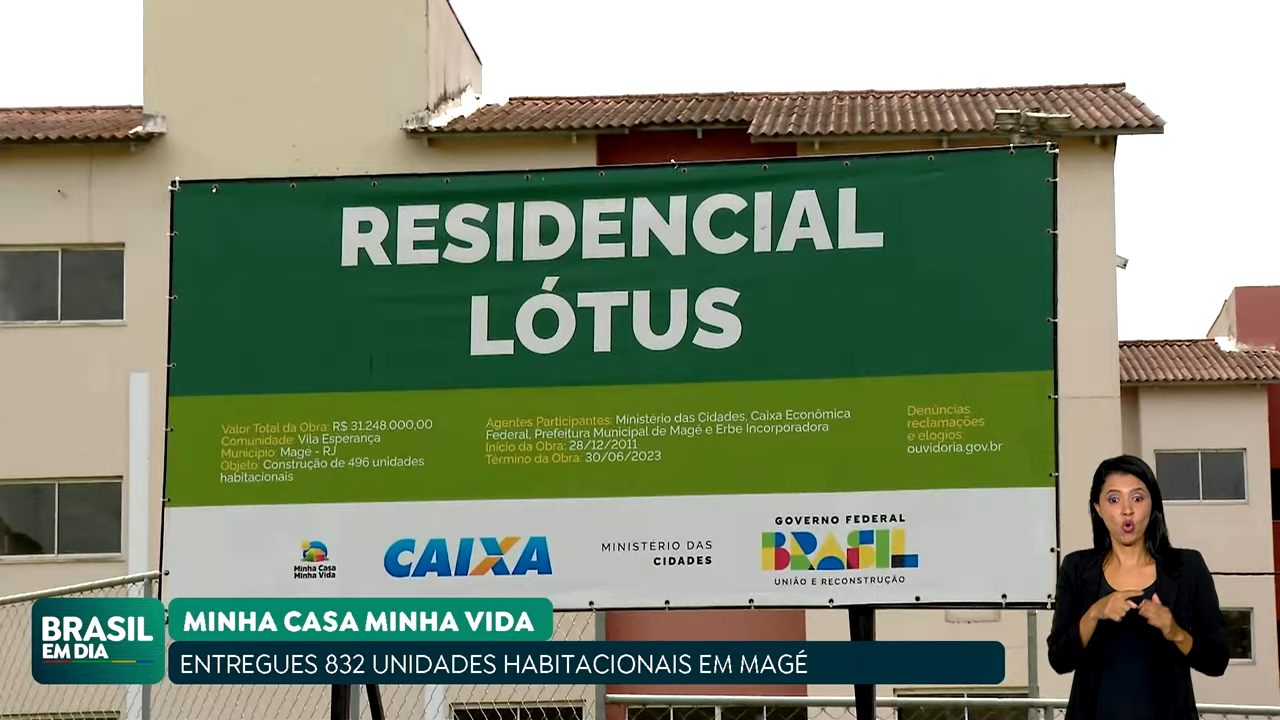 RESIDENCIAL
LÓTUS
Valor Total da Obra: R$ 31.248.000,00
Comunidade: Vila Esperança
Município: Magé - RJ
Objeto: Construção de 496 unidades
habitacionais
Agentes Participantes: Ministério das Cidades, Caixa Econômica
Federal, Prefeitura Municipal de Magé e Erbe Incorporadora
Início da Obra: 28/12/2011
Término da Obra: 30/06/2023
Denúncias,
reclamações
e elogios:
ouvidoria.gov.br
Minha Casa
Minha Vida
CAIXA
MINISTÉRIO DAS
CIDADES
GOVERNO FEDERAL
BRASIL
UNIÃO E RECONSTRUÇÃO
BRASIL
EM DIA
MINHA CASA MINHA VIDA
ENTREGUES 832 UNIDADES HABITACIONAIS EM MAGÉ